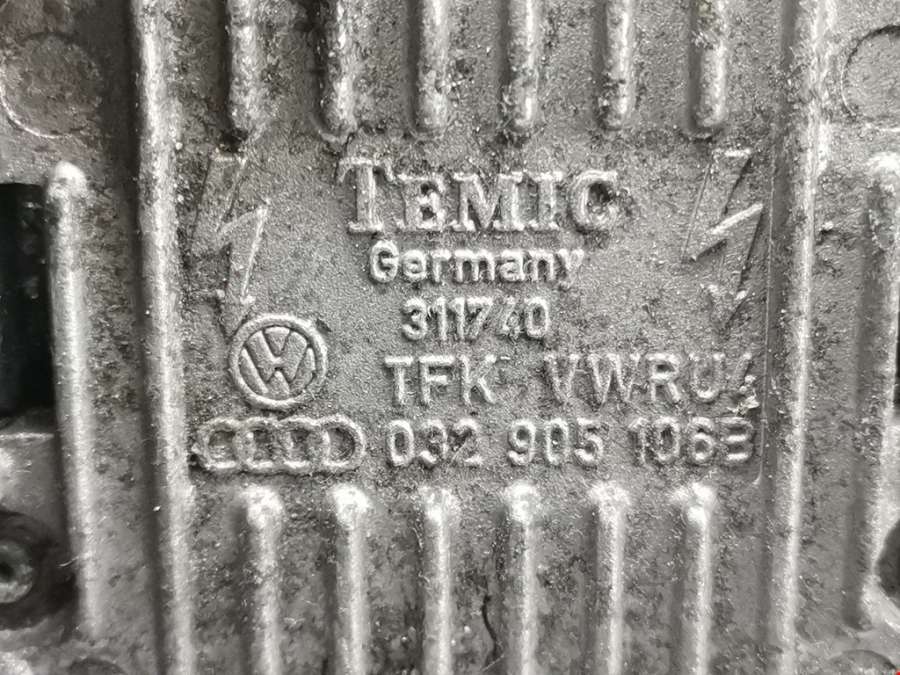 TEMIC
Germany
311740
TFK VWRU4
032 905 106B